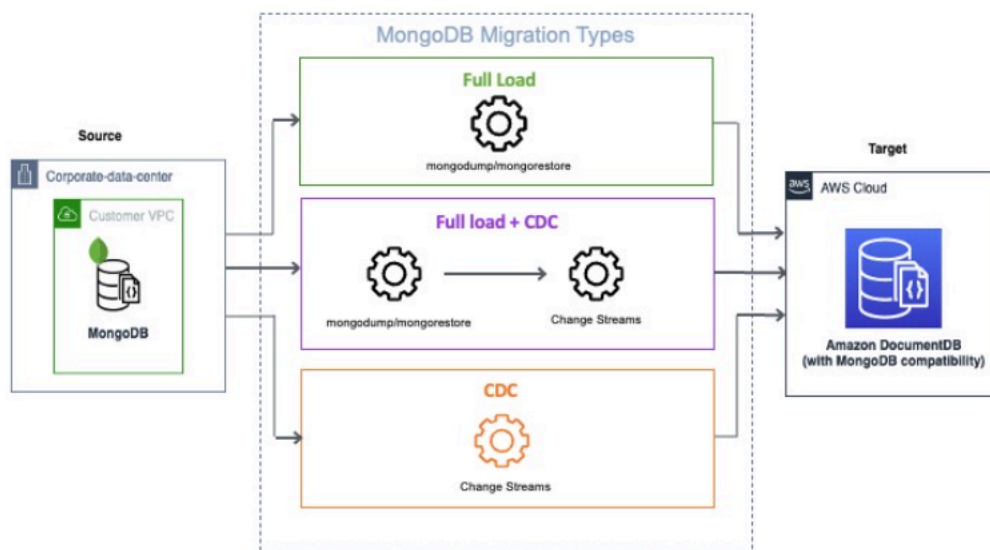 MongoDB Migration Types
Full Load
mongodump/mongorestore
Source
Corporate-data-center
Customer VPC
MongoDB
Full load + CDC
mongodump/mongorestore
Change Streams
CDC
Change Streams
Target
aws
AWS Cloud
{}
Amazon DocumentDB
(with MongoDB compatibility)